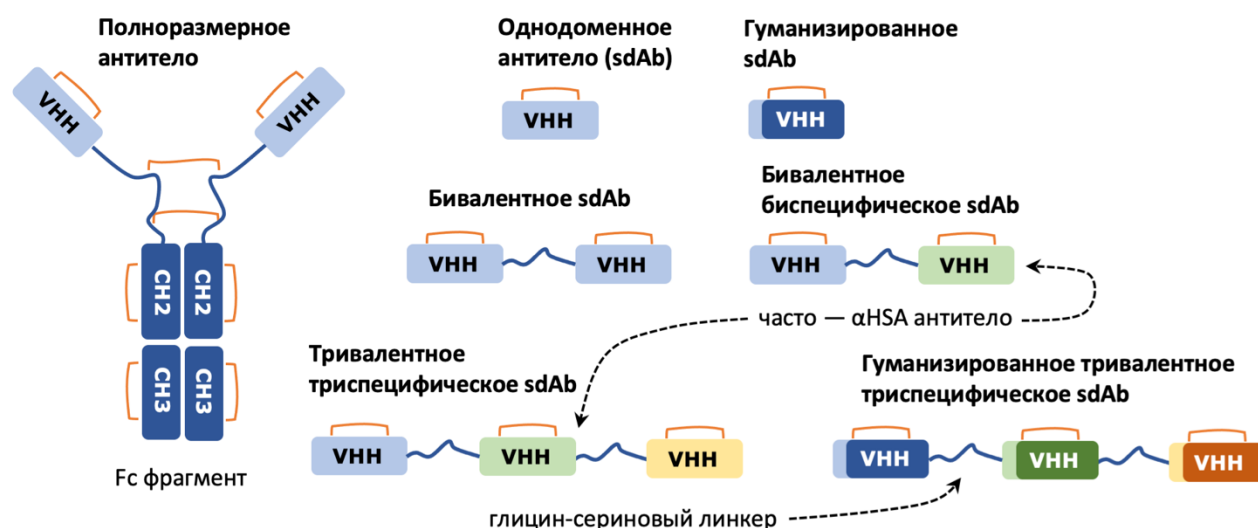 Полноразмерное
антитело
VHH
VHH
CH2
CH2
CH3
CH3
Fc фрагмент
Однодоменное
антитело (sdAb)
VHH
Гуманизированное
sdAb
VHH
Бивалентное sdAb
VHH
VHH
Бивалентное
биспецифическое sdAb
VHH
VHH
часто — αHSA антитело
Тривалентное
триспецифическое sdAb
VHH
VHH
VHH
Гуманизированное тривалентное
триспецифическое sdAb
VHH
VHH
VHH
глицин-сериновый линкер